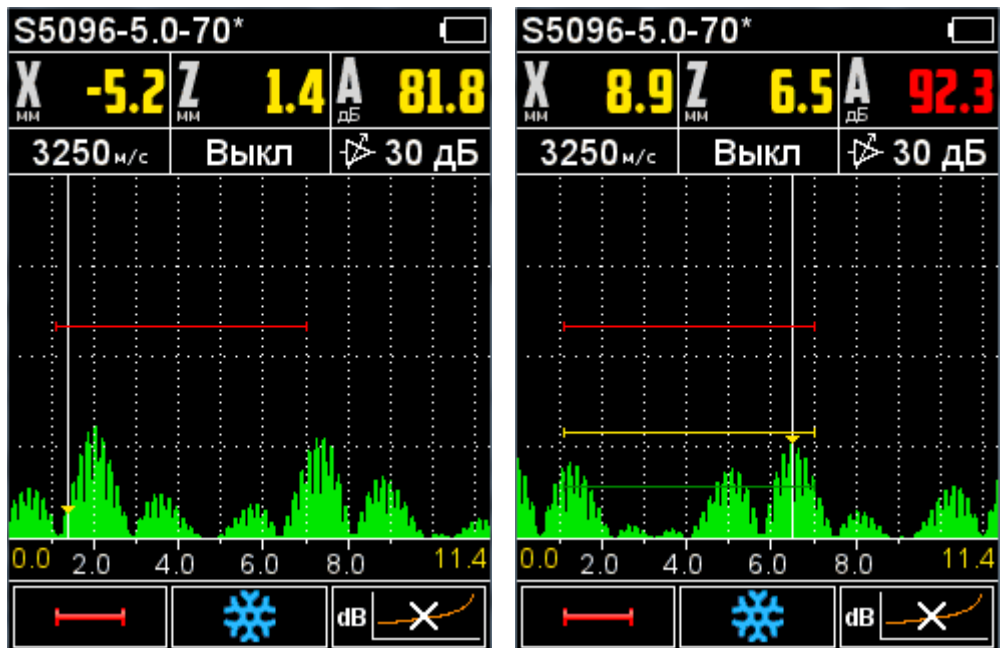 S5096-5.0-70*
X мм -5.2 Z мм 1.4 A дБ 81.8
3250 м/с Выкл 30 дБ
0.0 2.0 4.0 6.0 8.0 11.4
dB
S5096-5.0-70*
X мм 8.9 Z мм 6.5 A дБ 92.3
3250 м/с Выкл 30 дБ
0.0 2.0 4.0 6.0 8.0 11.4
dB